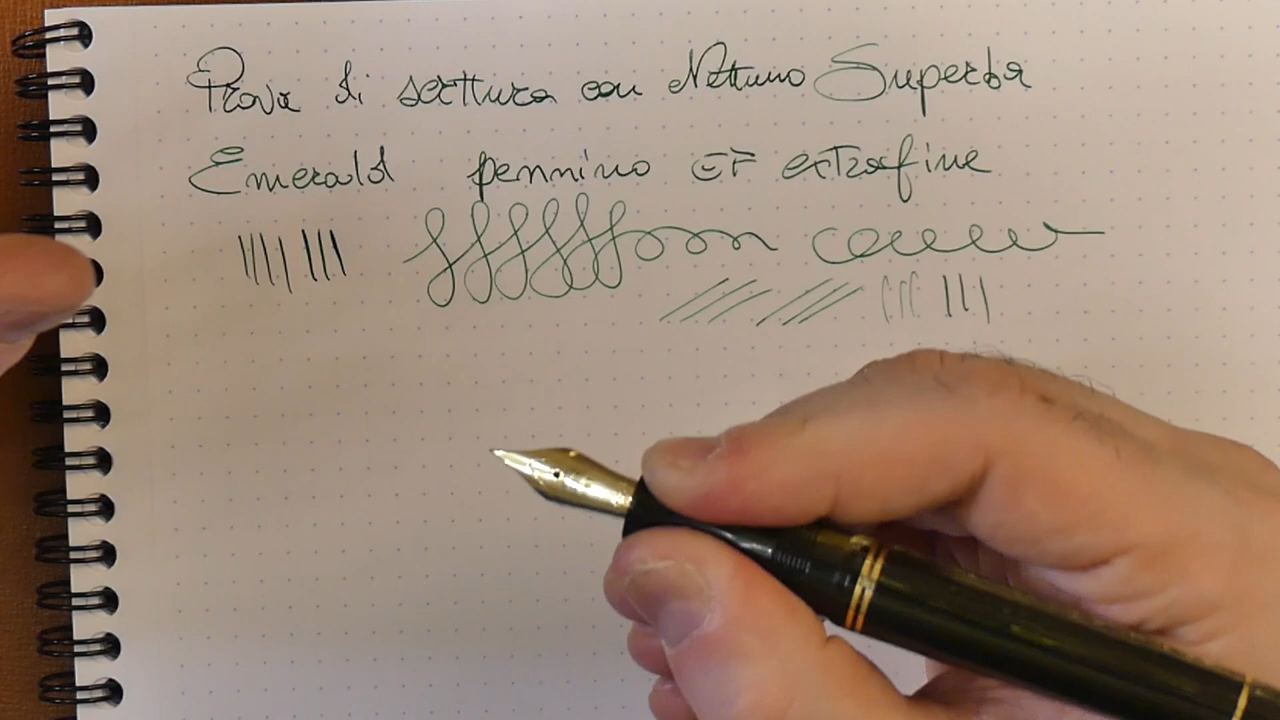 Prova di scrittura con Nettuno Superba
Emerald pennino EF extrafine